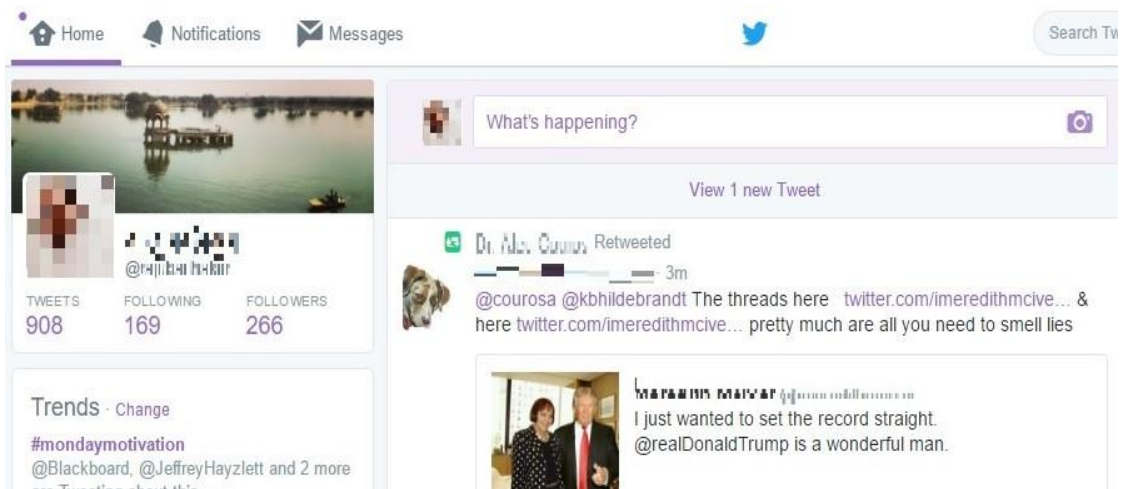 Home Notifications Messages Search Tw
What's happening?
View 1 new Tweet
TWEETS FOLLOWING FOLLOWERS
908 169 266
Retweeted
3m
@courosa @kbhildebrandt The threads here twitter.com/imeredithmcive… &
here twitter.com/imeredithmcive… pretty much are all you need to smell lies
I just wanted to set the record straight.
@realDonaldTrump is a wonderful man.
Trends · Change
#mondaymotivation
@Blackboard, @JeffreyHayzlett and 2 more